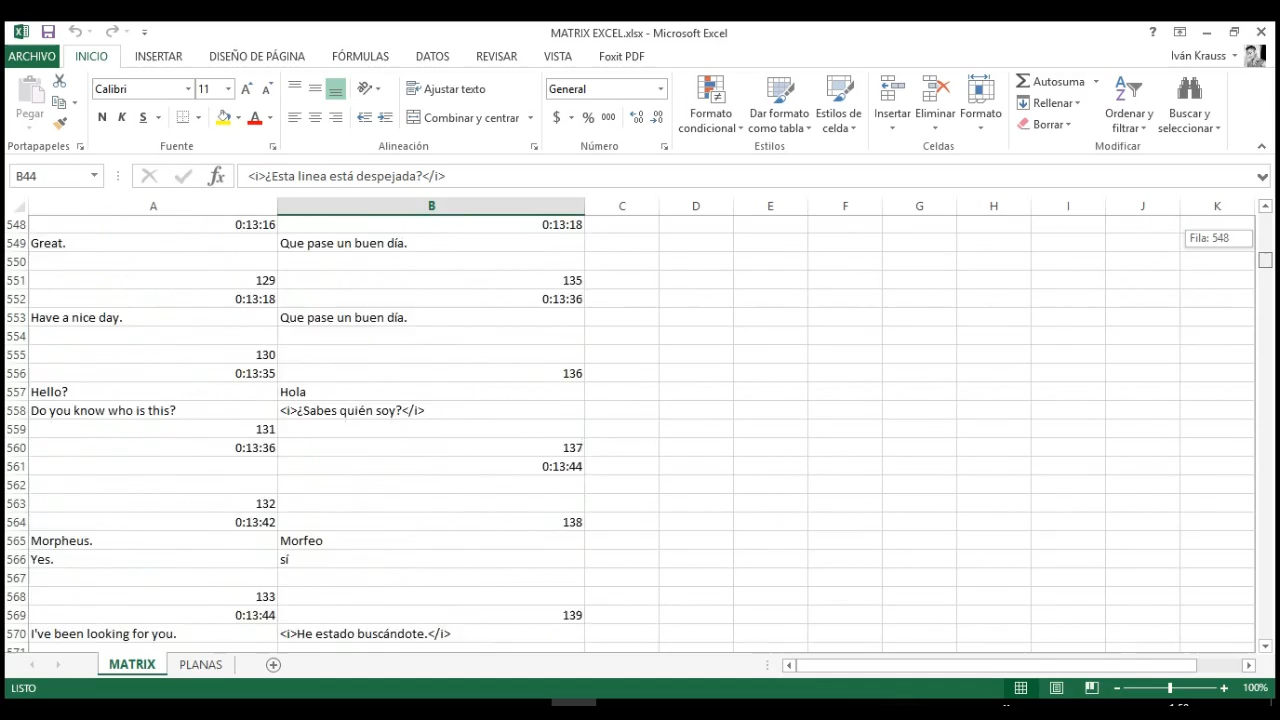 MATRIX EXCEL.xlsx - Microsoft Excel
ARCHIVO INICIO INSERTAR DISEÑO DE PÁGINA FÓRMULAS DATOS REVISAR VISTA Foxit PDF Iván Krauss
Pegar
Portapapeles
Calibri 11
N K S
Fuente
Ajustar texto
Combinar y centrar
Alineación
General
$ % 000
Número
Formato condicional
Dar formato como tabla
Estilos de celda
Estilos
Insertar Eliminar Formato
Celdas
Autosuma
Rellenar
Borrar
Ordenar y filtrar
Buscar y seleccionar
Modificar
B44 fx <i>¿Esta linea está despejada?</i>
A B C D E F G H I J K
548 0:13:16 0:13:18
Fila: 548
549 Great. Que pase un buen día.
550
551 129 135
552 0:13:18 0:13:36
553 Have a nice day. Que pase un buen día.
554
555 130
556 0:13:35 136
557 Hello? Hola
558 Do you know who is this? <i>¿Sabes quién soy?</i>
559 131
560 0:13:36 137
561 0:13:44
562
563 132
564 0:13:42 138
565 Morpheus. Morfeo
566 Yes. sí
567
568 133
569 0:13:44 139
570 I've been looking for you. <i>He estado buscándote.</i>
MATRIX PLANAS
LISTO 100%